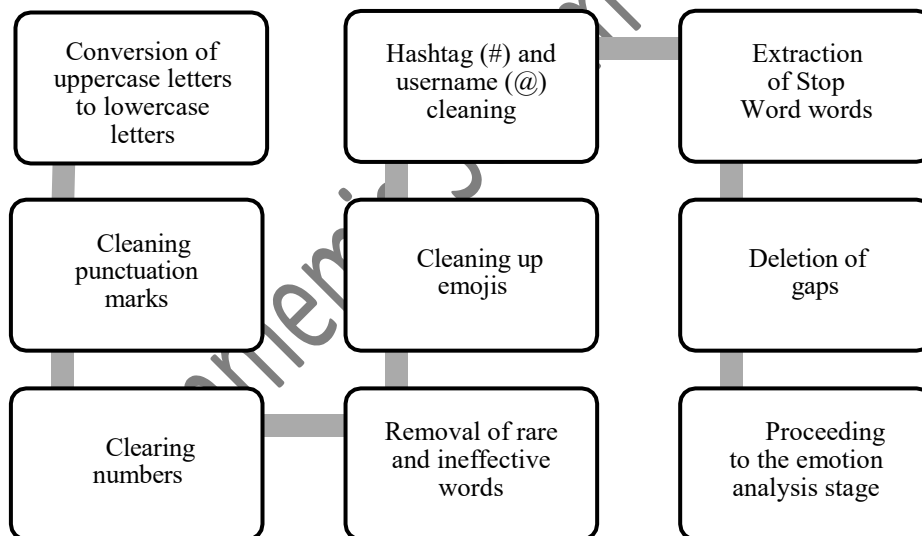 Conversion of
uppercase letters
to lowercase
letters
Cleaning
punctuation
marks
Clearing
numbers
Removal of rare
and ineffective
words
Cleaning up
emojis
Hashtag (#) and
username (@)
cleaning
Extraction
of Stop
Word words
Deletion of
gaps
Proceeding
to the emotion
analysis stage